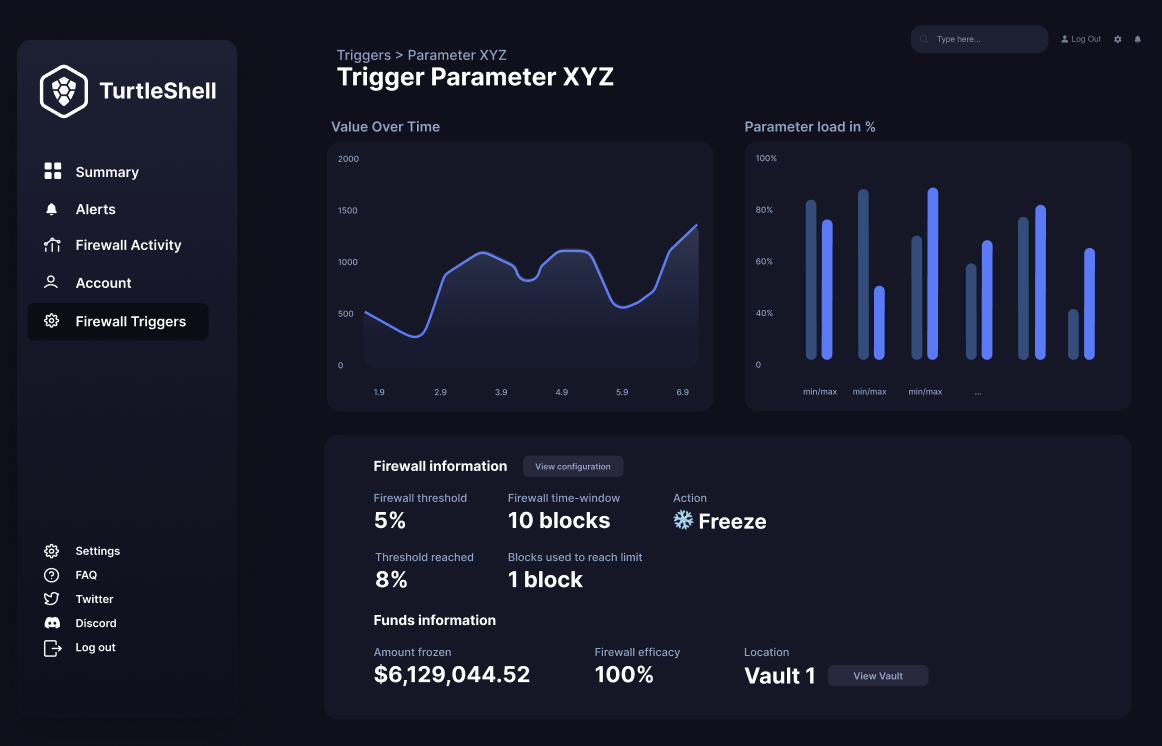 TurtleShell
Summary
Alerts
Firewall Activity
Account
Firewall Triggers
Settings
FAQ
Twitter
Discord
Log out
Type here...
Log Out
Triggers > Parameter XYZ
Trigger Parameter XYZ
Value Over Time
2000
1500
1000
500
0
1.9 2.9 3.9 4.9 5.9 6.9
Parameter load in %
100%
80%
60%
40%
0
min/max min/max min/max ...
Firewall information View configuration
Firewall threshold Firewall time-window Action
5% 10 blocks Freeze
Threshold reached Blocks used to reach limit
8% 1 block
Funds information
Amount frozen Firewall efficacy Location
$6,129,044.52 100% Vault 1 View Vault